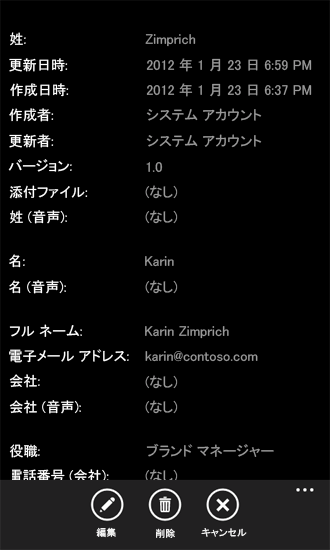 姓: Zimprich
更新日時: 2012 年 1 月 23 日 6:59 PM
作成日時: 2012 年 1 月 23 日 6:37 PM
作成者: システム アカウント
更新者: システム アカウント
バージョン: 1.0
添付ファイル: (なし)
姓 (音声): (なし)
名: Karin
名 (音声): (なし)
フル ネーム: Karin Zimprich
電子メール アドレス: karin@contoso.com
会社: (なし)
会社 (音声): (なし)
役職: ブランド マネージャー
電話番号 (会社): (なし)
編集 削除 キャンセル